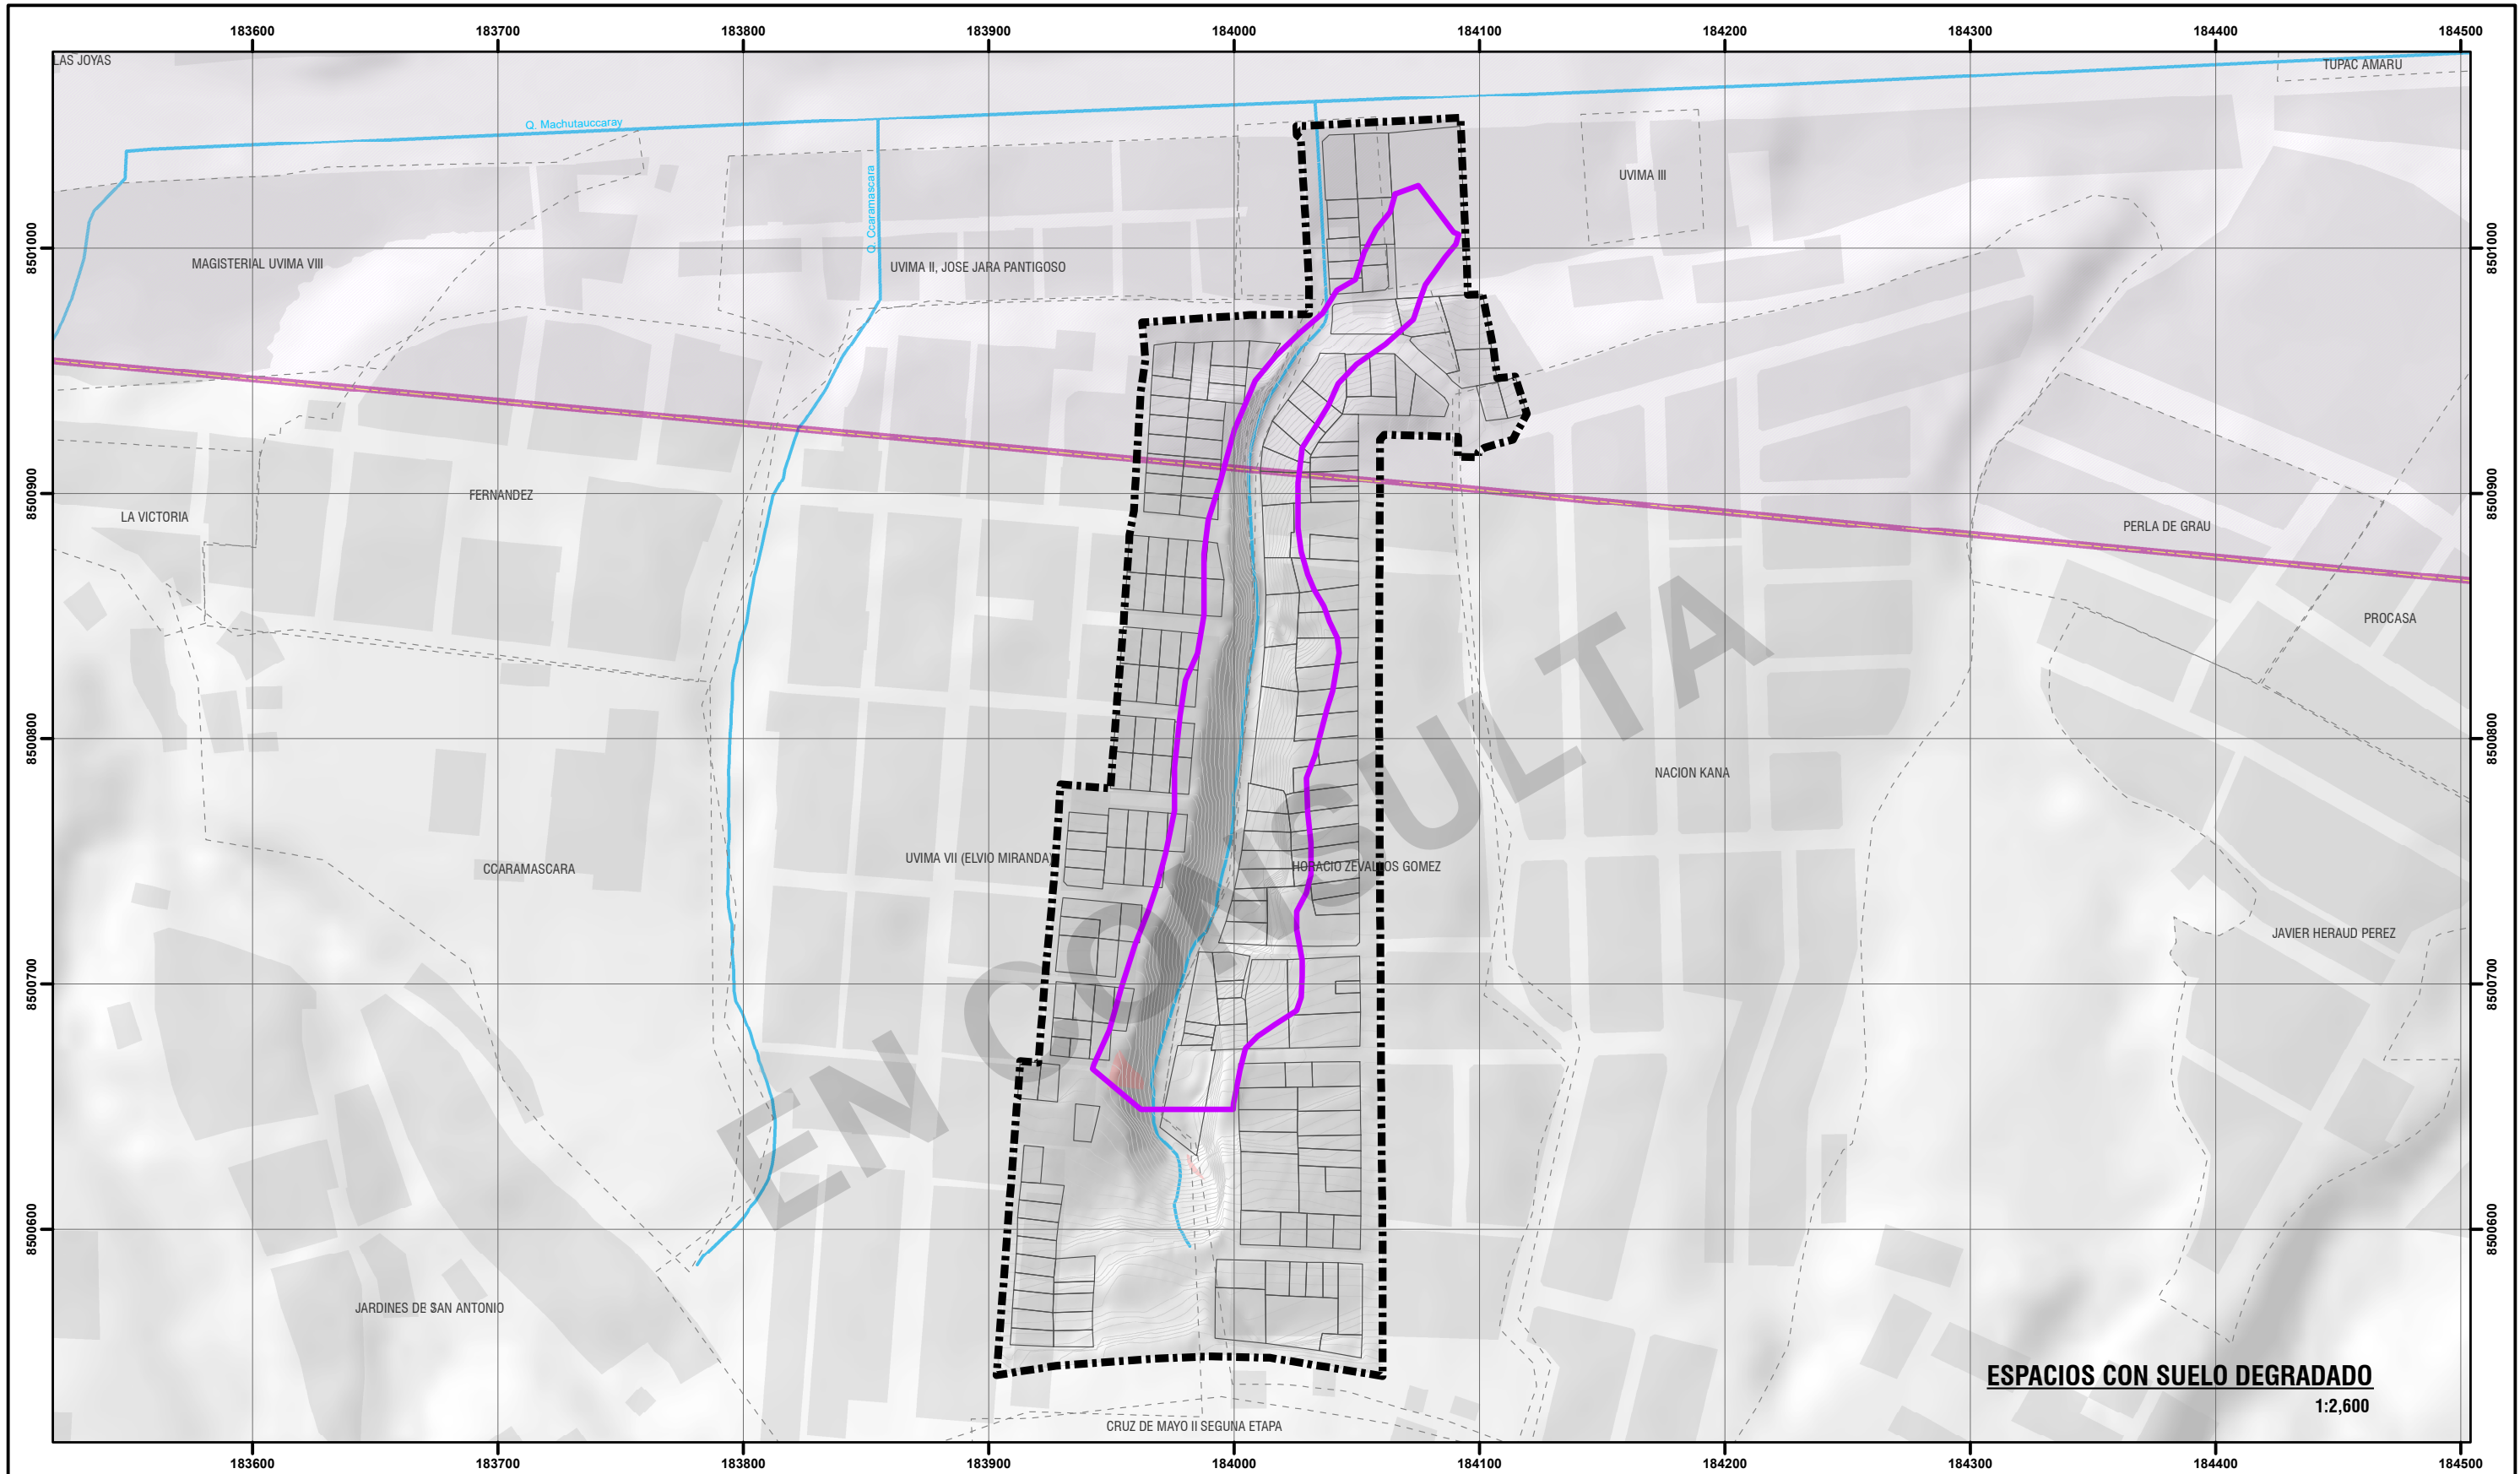 183600 183700 183800 183900 184000 184100 184200 184300 184400 184500
LAS JOYAS
TUPAC AMARU
Q. Machutauccaray
Q. Ccaramascara
UVIMA III
8501000
8501000
MAGISTERIAL UVIMA VIII
UVIMA II, JOSE JARA PANTIGOSO
8500900
8500900
FERNANDEZ
LA VICTORIA
PERLA DE GRAU
PROCASA
8500800
8500800
NACION KANA
UVIMA VII (ELVIO MIRANDA)
HORACIO ZEVALLOS GOMEZ
CCARAMASCARA
EN CONSULTA
JAVIER HERAUD PEREZ
8500700
8500700
8500600
8500600
JARDINES DE SAN ANTONIO
ESPACIOS CON SUELO DEGRADADO
1:2,600
CRUZ DE MAYO II SEGUNA ETAPA
183600 183700 183800 183900 184000 184100 184200 184300 184400 184500